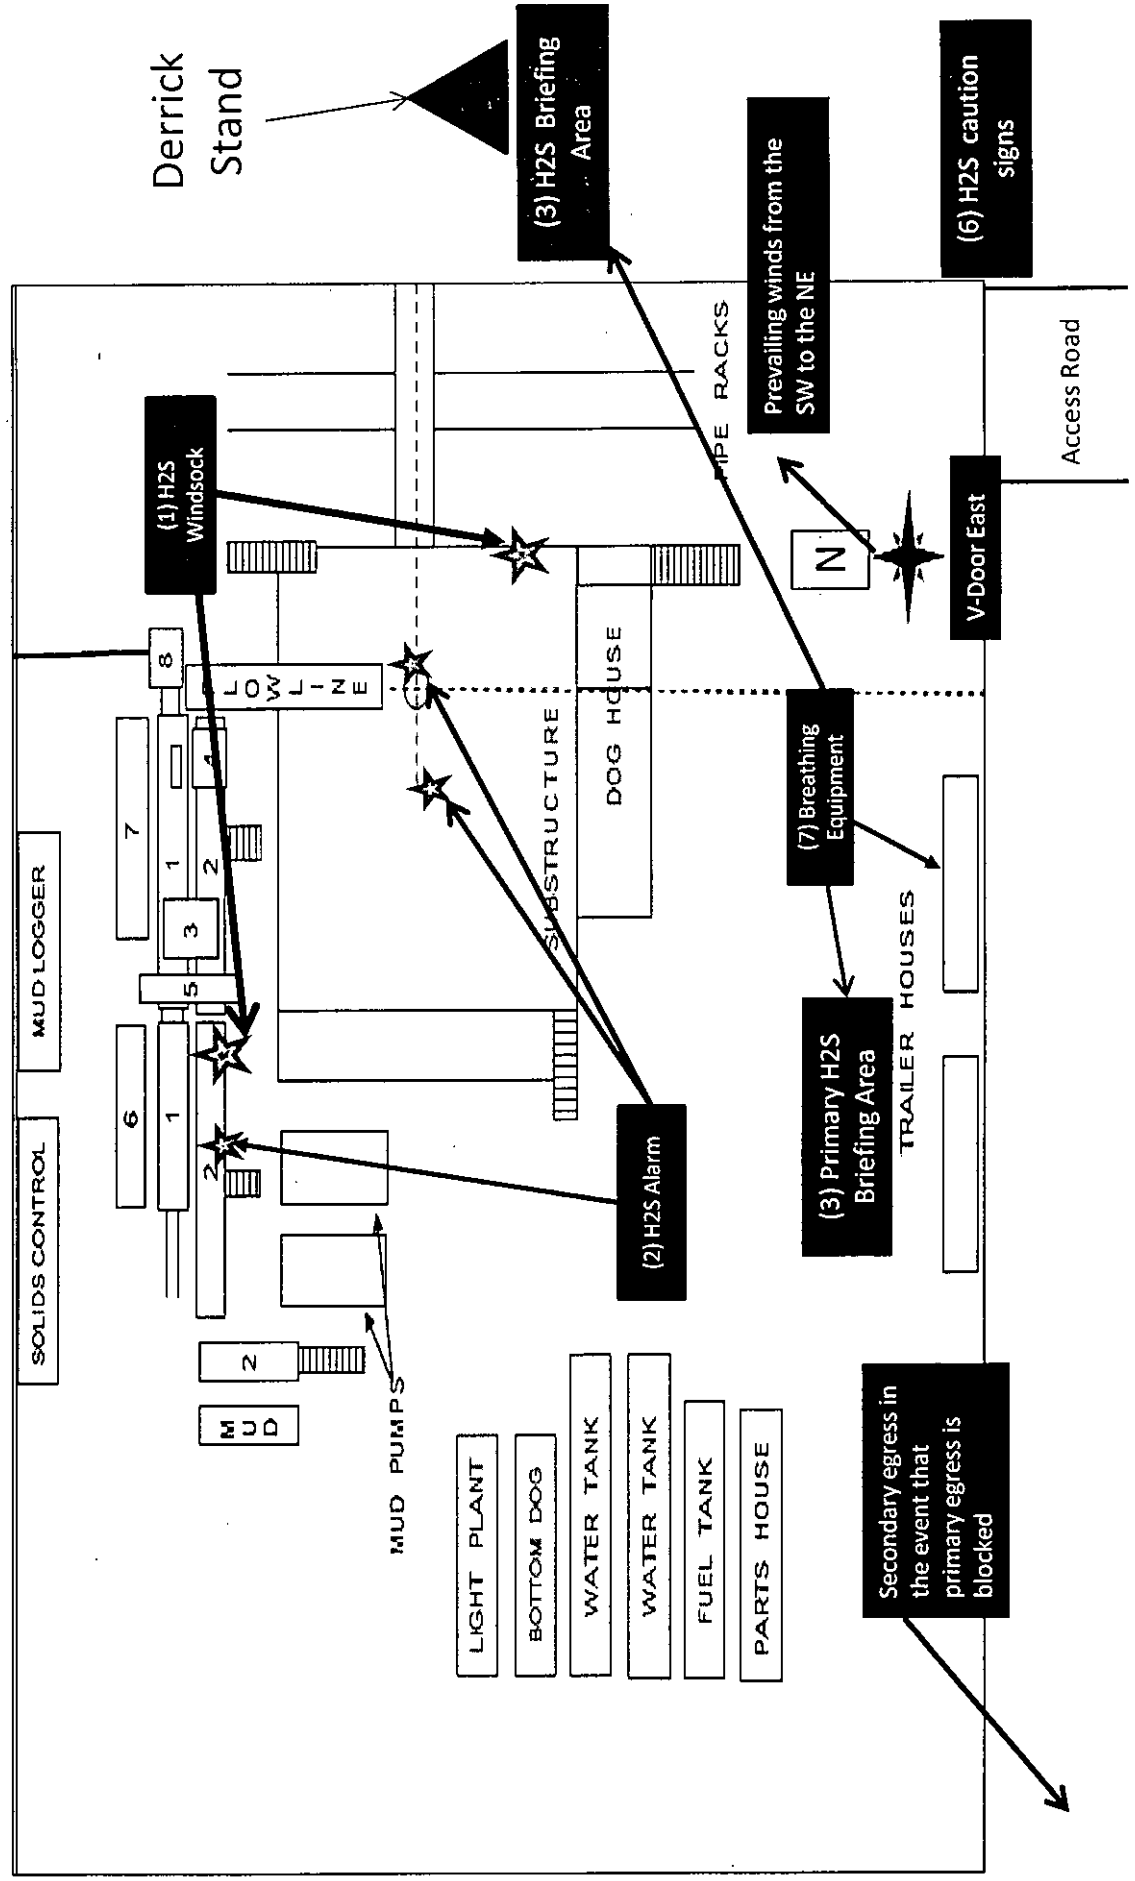 Derrick
Stand
(3) H2S Briefing
Area
Prevailing winds from the
SW to the NE
(6) H2S caution
signs
(1) H2S
Windsock
PIPE RACKS
Access Road
N
V-Door East
8
FLOW LINE
4
7
1
2
3
5
MUD LOGGER
SUBSTRUCTURE
DOG HOUSE
(7) Breathing
Equipment
TRAILER HOUSES
(3) Primary H2S
Briefing Area
6
1
2
SOLIDS CONTROL
(2) H2S Alarm
2
MUD
MUD PUMPS
LIGHT PLANT
BOTTOM DOG
WATER TANK
WATER TANK
FUEL TANK
PARTS HOUSE
Secondary egress in
the event that
primary egress is
blocked